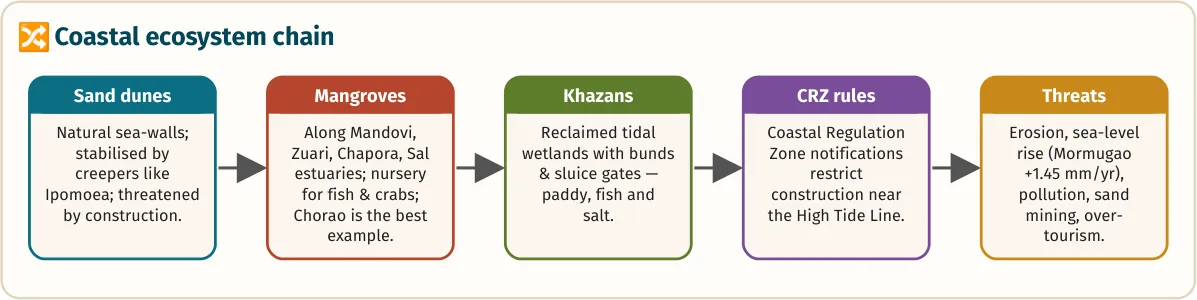 Coastal ecosystem chain
Sand dunes
Natural sea-walls;
stabilised by
creepers like
Ipomoea; threatened
by construction.
Mangroves
Along Mandovi,
Zuari, Chapora, Sal
estuaries; nursery
for fish & crabs;
Chorao is the best
example.
Khazans
Reclaimed tidal
wetlands with bunds
& sluice gates —
paddy, fish and
salt.
CRZ rules
Coastal Regulation
Zone notifications
restrict
construction near
the High Tide Line.
Threats
Erosion, sea-level
rise (Mormugao
+1.45 mm/yr),
pollution, sand
mining, over-
tourism.